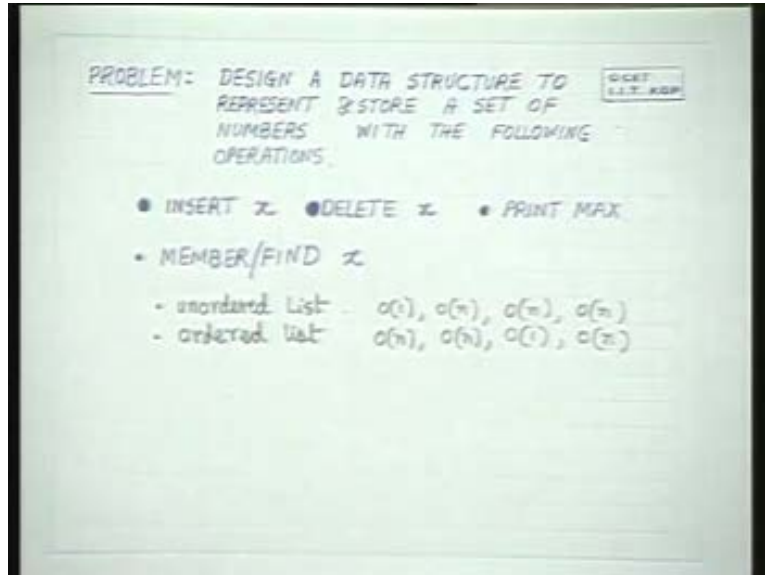 PROBLEM: DESIGN A DATA STRUCTURE TO
REPRESENT & STORE A SET OF
NUMBERS WITH THE FOLLOWING
OPERATIONS.
I.I.T. KGP
• INSERT x • DELETE x • PRINT MAX
• MEMBER/FIND x
- unordered List - O(1), O(n), O(n), O(n)
- ordered list O(n), O(n), O(1), O(n)